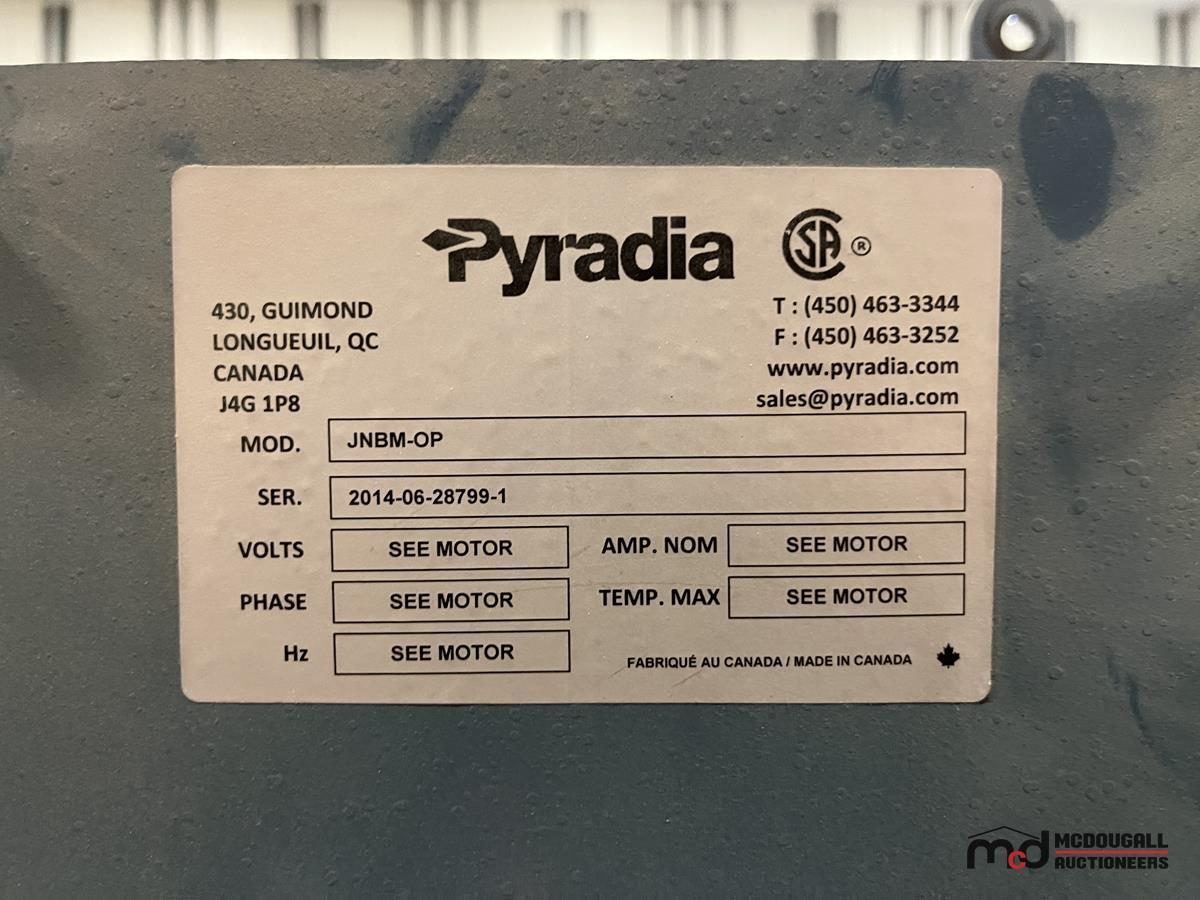 Pyradia
CSA ®
430, GUIMOND
LONGUEUIL, QC
CANADA
J4G 1P8
T : (450) 463-3344
F : (450) 463-3252
www.pyradia.com
sales@pyradia.com
MOD. JNBM-OP
SER. 2014-06-28799-1
VOLTS SEE MOTOR AMP. NOM SEE MOTOR
PHASE SEE MOTOR TEMP. MAX SEE MOTOR
Hz SEE MOTOR
FABRIQUÉ AU CANADA / MADE IN CANADA
mcd MCDOUGALL
AUCTIONEERS